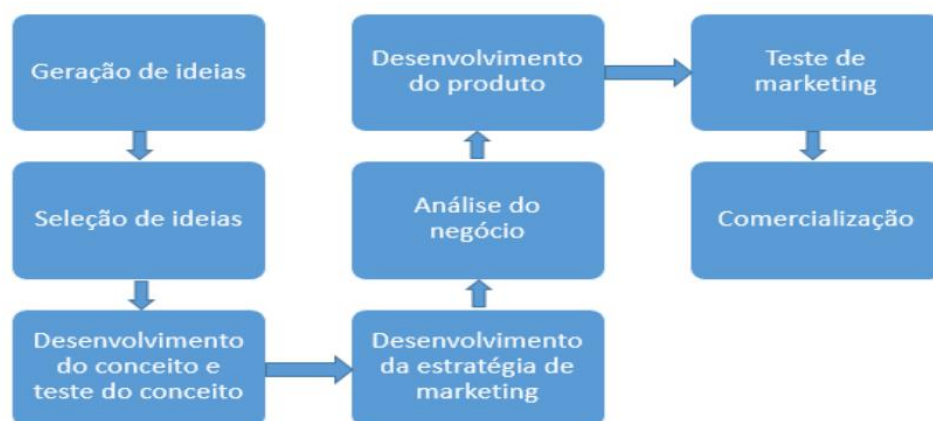 Geração de ideias
Seleção de ideias
Desenvolvimento
do conceito e
teste do conceito
Desenvolvimento
da estratégia de
marketing
Análise do
negócio
Desenvolvimento
do produto
Teste de
marketing
Comercialização